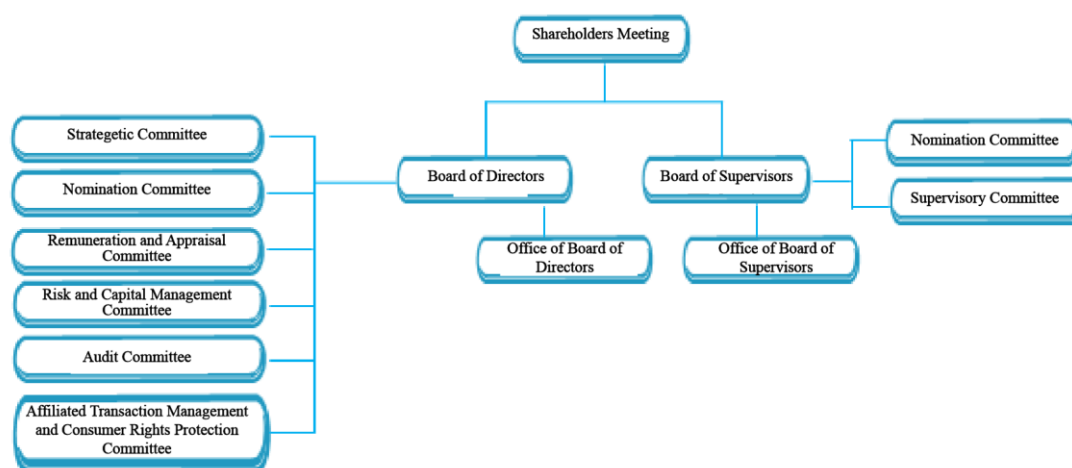 Shareholders Meeting
Strategetic Committee
Nomination Committee
Remuneration and Appraisal
Committee
Risk and Capital Management
Committee
Audit Committee
Affiliated Transaction Management
and Consumer Rights Protection
Committee
Board of Directors
Office of Board of
Directors
Board of Supervisors
Office of Board of
Supervisors
Nomination Committee
Supervisory Committee